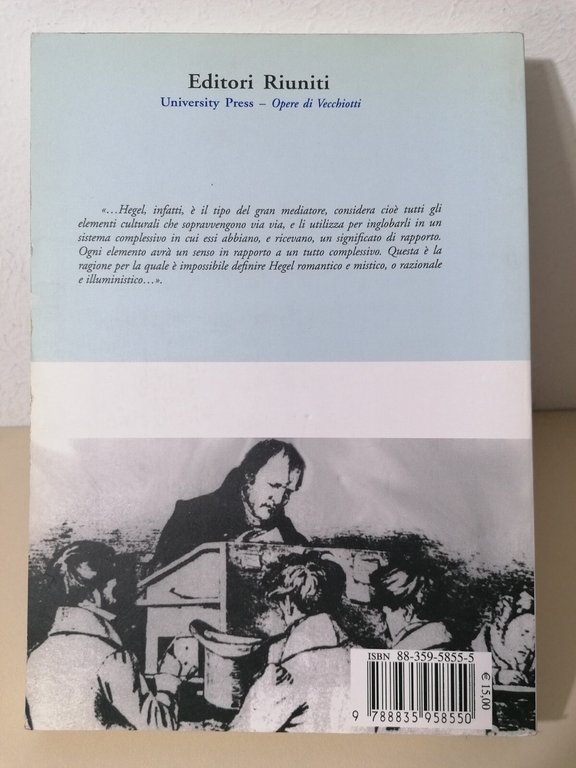 Editori Riuniti
University Press – Opere di Vecchiotti
«…Hegel, infatti, è il tipo del gran mediatore, considera cioè tutti gli
elementi culturali che sopravvengono via via, e li utilizza per inglobarli in un
sistema complessivo in cui essi abbiano, e ricevano, un significato di rapporto.
Ogni elemento avrà un senso in rapporto a un tutto complessivo. Questa è la
ragione per la quale è impossibile definire Hegel romantico e mistico, o razionale
e illuministico…».
ISBN 88-359-5855-5
9 788835 958550
€ 15,00